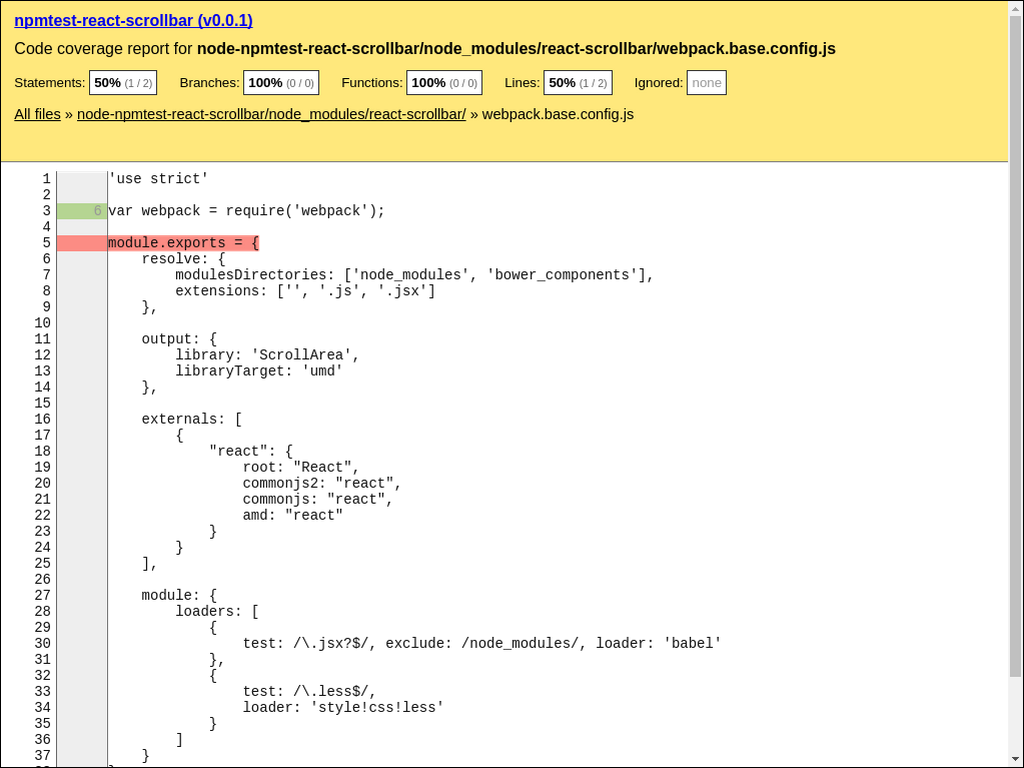 npmtest-react-scrollbar (v0.0.1)
Code coverage report for node-npmtest-react-scrollbar/node_modules/react-scrollbar/webpack.base.config.js
Statements: 50% (1 / 2) Branches: 100% (0 / 0) Functions: 100% (0 / 0) Lines: 50% (1 / 2) Ignored: none
All files » node-npmtest-react-scrollbar/node_modules/react-scrollbar/ » webpack.base.config.js
1 'use strict'
2
3 6 var webpack = require('webpack');
4
5 module.exports = {
6     resolve: {
7         modulesDirectories: ['node_modules', 'bower_components'],
8         extensions: ['', '.js', '.jsx']
9     },
10
11     output: {
12         library: 'ScrollArea',
13         libraryTarget: 'umd'
14     },
15
16     externals: [
17         {
18             "react": {
19                 root: "React",
20                 commonjs2: "react",
21                 commonjs: "react",
22                 amd: "react"
23             }
24         }
25     ],
26
27     module: {
28         loaders: [
29             {
30                 test: /\.jsx?$/, exclude: /node_modules/, loader: 'babel'
31             },
32             {
33                 test: /\.less$/,
34                 loader: 'style!css!less'
35             }
36         ]
37     }